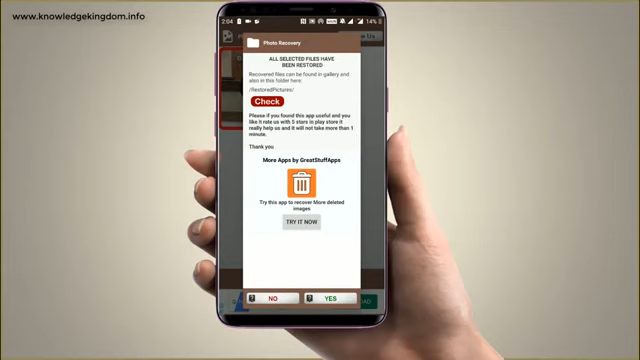 www.knowledgekingdom.info
2:04
14%
Photo Recovery
ALL SELECTED FILES HAVE
BEEN RESTORED
Recovered files can be found in gallery and
also in this folder here:
/RestoredPictures/
Check
Please if you found this app useful and you
like it rate us with 5 stars in play store it
really help us and it will not take more than 1
minute.
Thank you
More Apps by GreatStuffApps
Try this app to recover More deleted
images
TRY IT NOW
NO
YES